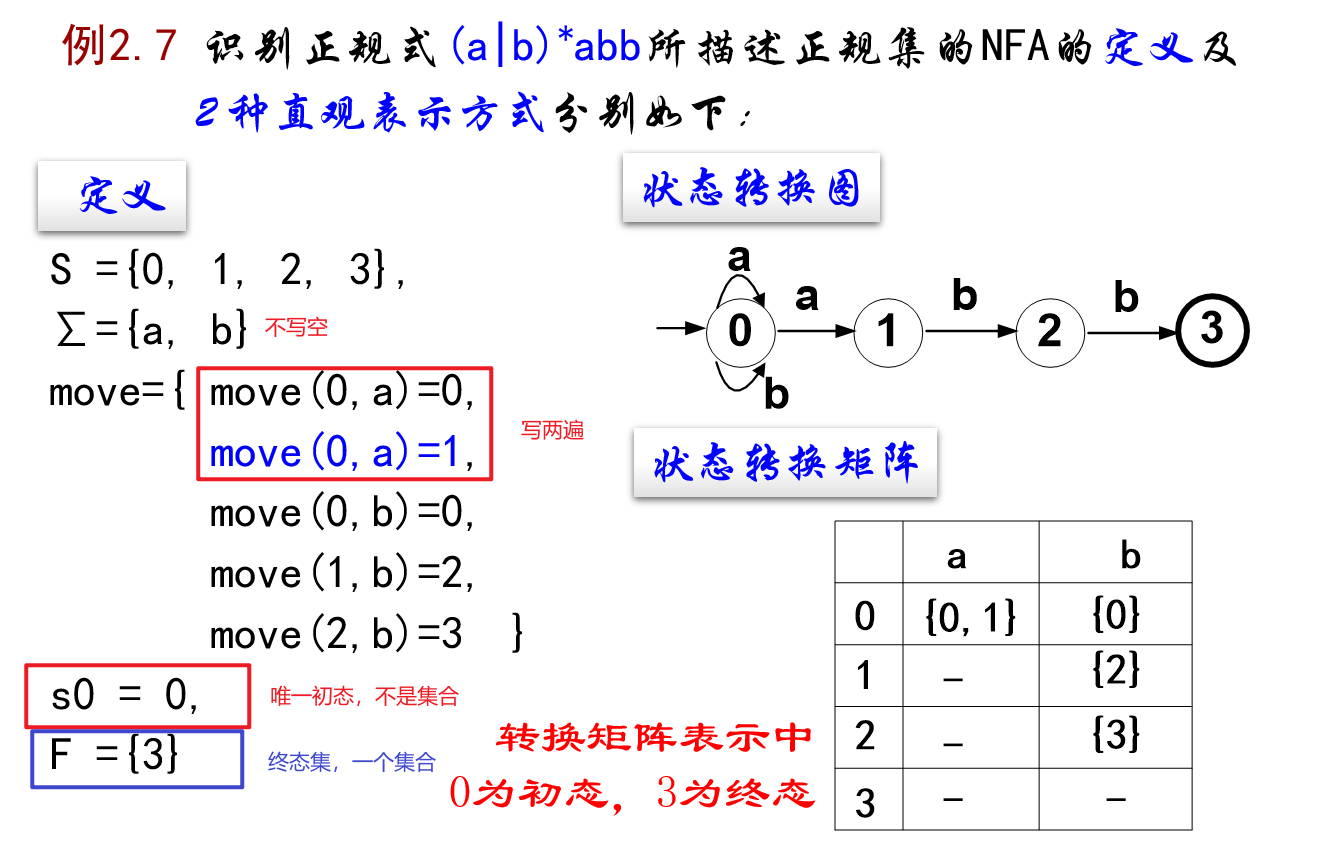 例2.7 识别正规式(a|b)*abb所描述正规集的NFA的定义及
2种直观表示方式分别如下：
定义
S ={0, 1, 2, 3},
∑={a, b} 不写空
move={ move(0,a)=0,
move(0,a)=1,
写两遍
move(0,b)=0,
move(1,b)=2,
move(2,b)=3 }
s0 = 0, 唯一初态，不是集合
F ={3} 终态集，一个集合
状态转换图
a
a b b
0 1 2 3
b
状态转换矩阵
a b
0 {0,1} {0}
1 – {2}
2 – {3}
3 – –
转换矩阵表示中
0为初态，3为终态